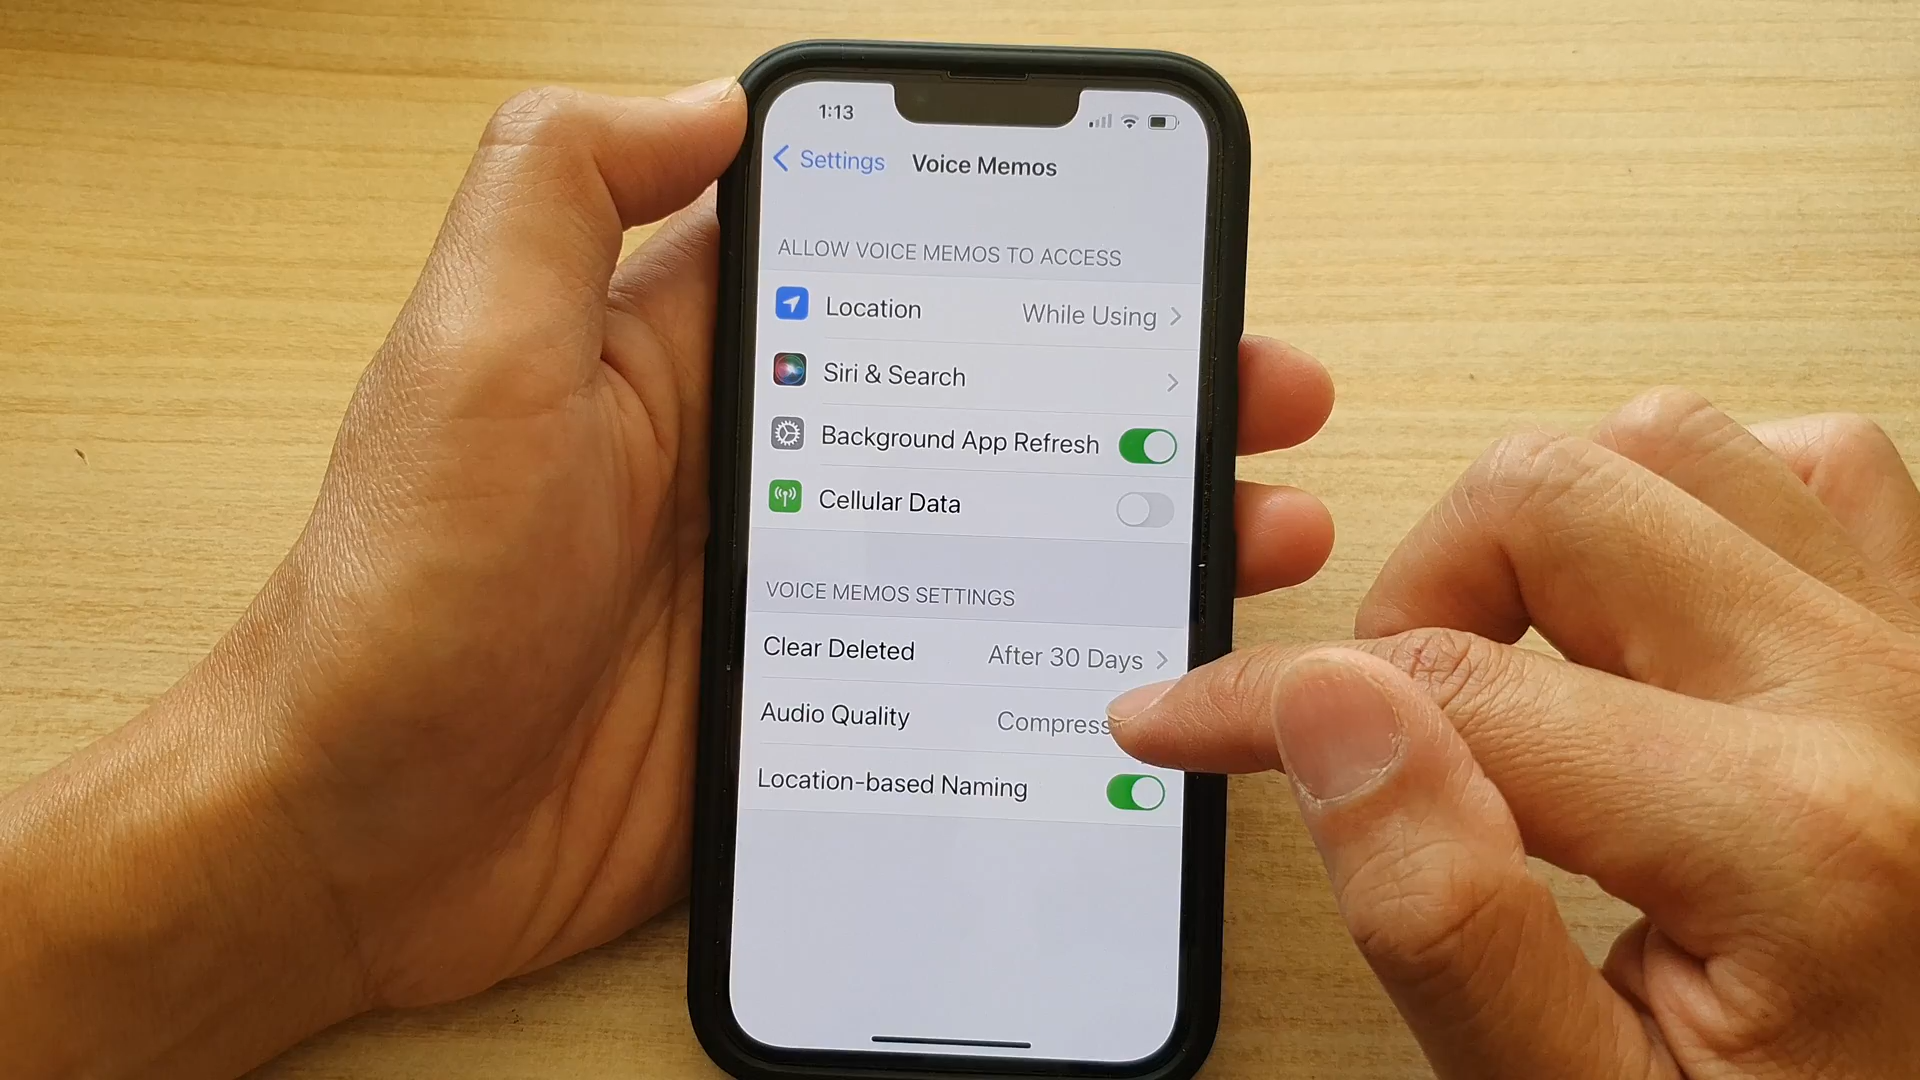 1:13
Settings Voice Memos
ALLOW VOICE MEMOS TO ACCESS
Location While Using
Siri & Search
Background App Refresh
Cellular Data
VOICE MEMOS SETTINGS
Clear Deleted After 30 Days
Audio Quality
Location-based Naming